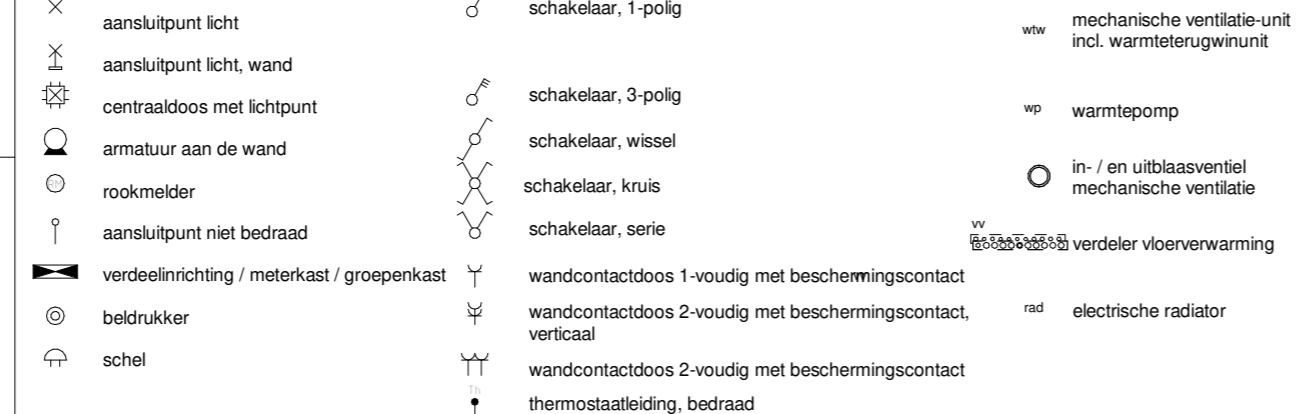 aansluitpunt licht
aansluitpunt licht, wand
centraaldoos met lichtpunt
armatuur aan de wand
RM
rookmelder
aansluitpunt niet bedraad
verdeelinrichting / meterkast / groepenkast
beldrukker
schel
schakelaar, 1-polig
schakelaar, 3-polig
schakelaar, wissel
schakelaar, kruis
schakelaar, serie
wandcontactdoos 1-voudig met beschermingscontact
wandcontactdoos 2-voudig met beschermingscontact,
verticaal
wandcontactdoos 2-voudig met beschermingscontact
Th
thermostaatleiding, bedraad
wtw
mechanische ventilatie-unit
incl. warmteterugwinunit
wp
warmtepomp
in- / en uitblaasventiel
mechanische ventilatie
vv
verdeler vloerverwarming
rad
electrische radiator